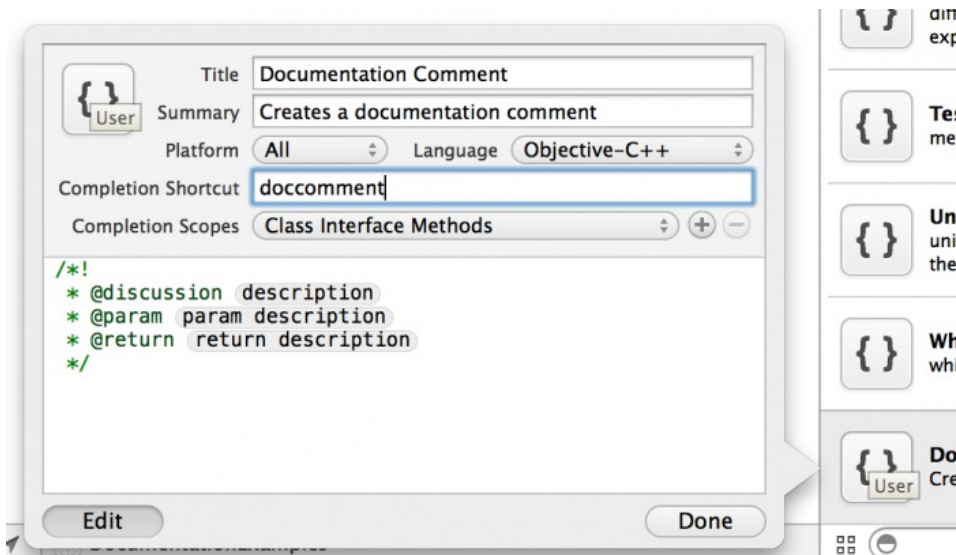 Title Documentation Comment
Summary Creates a documentation comment
Platform All Language Objective-C++
Completion Shortcut doccomment
Completion Scopes Class Interface Methods
{ }
User
/*!
* @discussion description
* @param param description
* @return return description
*/
Edit Done
{ }
exp
{ }
me
{ }
Un
uni
the
{ }
Wh
whi
{ }
User
Do
Cre